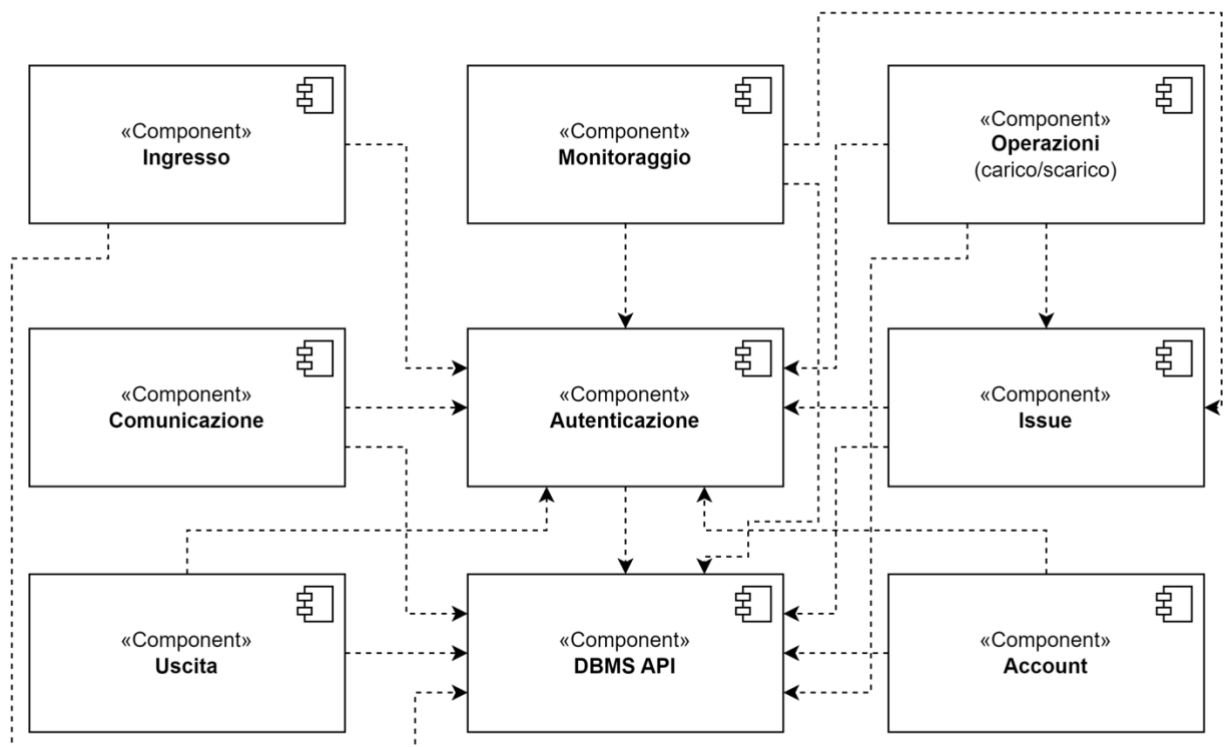 «Component»
Ingresso
«Component»
Monitoraggio
«Component»
Operazioni
(carico/scarico)
«Component»
Comunicazione
«Component»
Autenticazione
«Component»
Issue
«Component»
Uscita
«Component»
DBMS API
«Component»
Account